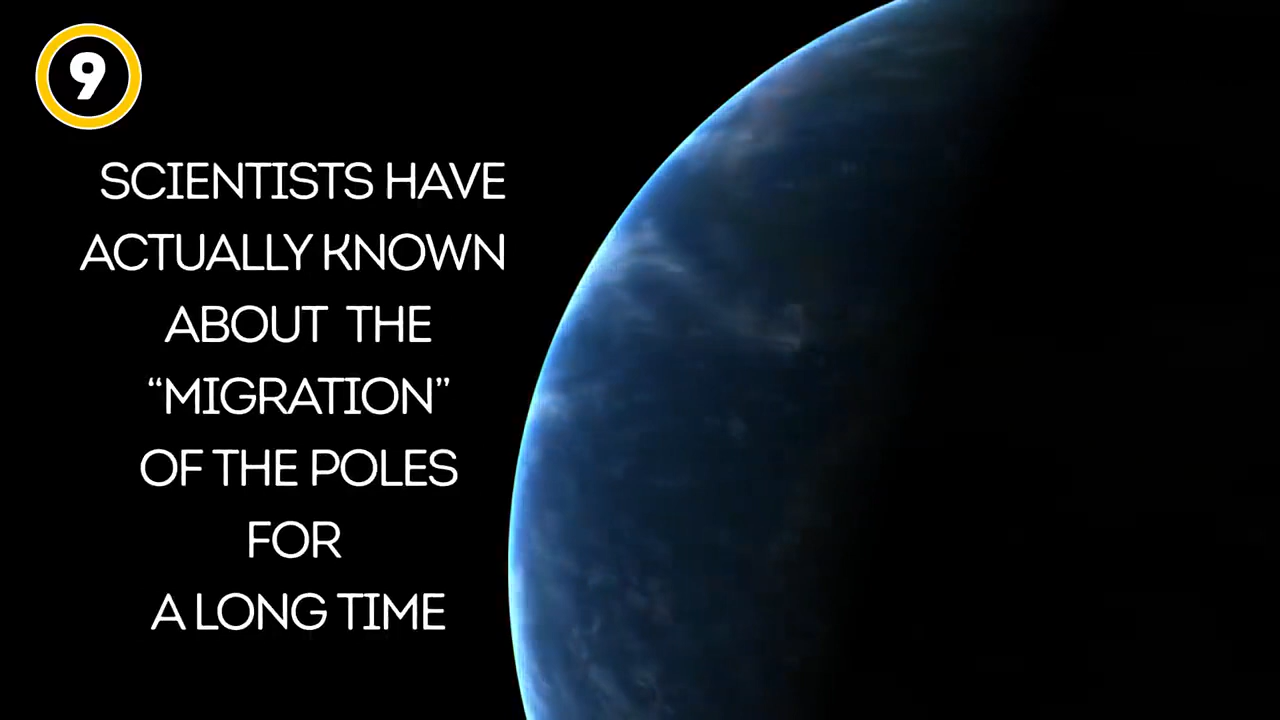 9
SCIENTISTS HAVE
ACTUALLY KNOWN
ABOUT THE
“MIGRATION”
OF THE POLES
FOR
A LONG TIME